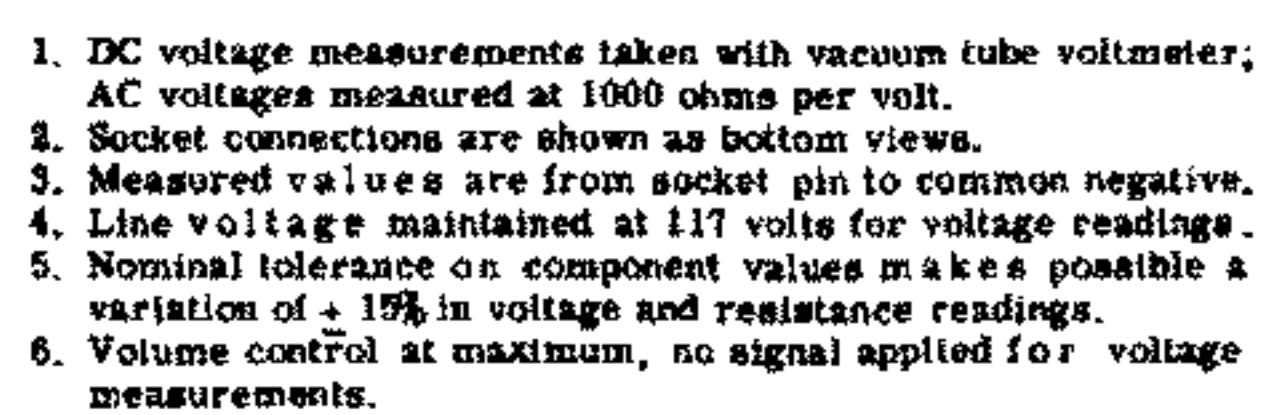 1. DC voltage measurements taken with vacuum tube voltmeter;
AC voltages measured at 1000 ohms per volt.
2. Socket connections are shown as bottom views.
3. Measured values are from socket pin to common negative.
4. Line voltage maintained at 117 volts for voltage readings.
5. Nominal tolerance on component values makes possible a
variation of ± 15% in voltage and resistance readings.
6. Volume control at maximum, no signal applied for voltage
measurements.